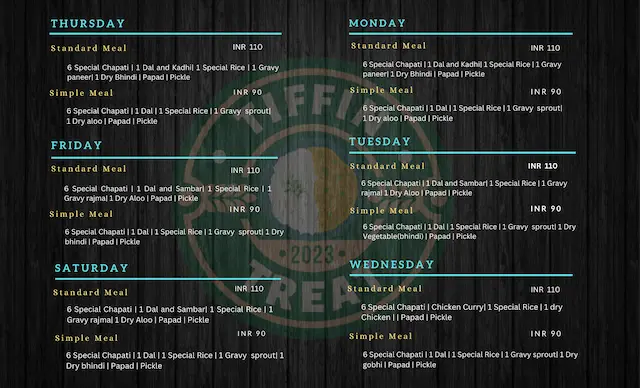 THURSDAY
Standard Meal
INR 110
6 Special Chapati | 1 Dal and Kadhi| 1 Special Rice | 1 Gravy
paneer| 1 Dry Bhindi | Papad | Pickle
Simple Meal
INR 90
6 Special Chapati | 1 Dal | 1 Special Rice | 1 Gravy sprout|
1 Dry aloo | Papad | Pickle
FRIDAY
Standard Meal
INR 110
6 Special Chapati | 1 Dal and Sambar| 1 Special Rice | 1
Gravy rajma| 1 Dry Aloo | Papad | Pickle
Simple Meal
INR 90
6 Special Chapati | 1 Dal | 1 Special Rice | 1 Gravy sprout| 1 Dry
bhindi | Papad | Pickle
SATURDAY
Standard Meal
INR 110
6 Special Chapati | 1 Dal and Sambar| 1 Special Rice | 1
Gravy rajma| 1 Dry Aloo | Papad | Pickle
Simple Meal
INR 90
6 Special Chapati | 1 Dal | 1 Special Rice | 1 Gravy sprout| 1
Dry bhindi | Papad | Pickle
MONDAY
Standard Meal
INR 110
6 Special Chapati | 1 Dal and Kadhi| 1 Special Rice | 1 Gravy
paneer| 1 Dry Bhindi | Papad | Pickle
Simple Meal
INR 90
6 Special Chapati | 1 Dal | 1 Special Rice | 1 Gravy sprout|
1 Dry aloo | Papad | Pickle
TUESDAY
Standard Meal
INR 110
6 Special Chapati | 1 Dal and Sambar| 1 Special Rice | 1 Gravy
rajma| 1 Dry Aloo | Papad | Pickle
Simple Meal
INR 90
6 Special Chapati | 1 Dal | 1 Special Rice | 1 Gravy sprout| 1 Dry
Vegetable(bhindi) | Papad | Pickle
WEDNESDAY
Standard Meal
INR 110
6 Special Chapati | Chicken Curry| 1 Special Rice | 1 dry
Chicken | | Papad | Pickle
Simple Meal
INR 90
6 Special Chapati | 1 Dal | 1 Special Rice | 1 Gravy sprout| 1 Dry
gobhi | Papad | Pickle
TIFFIN
2023
TREAT